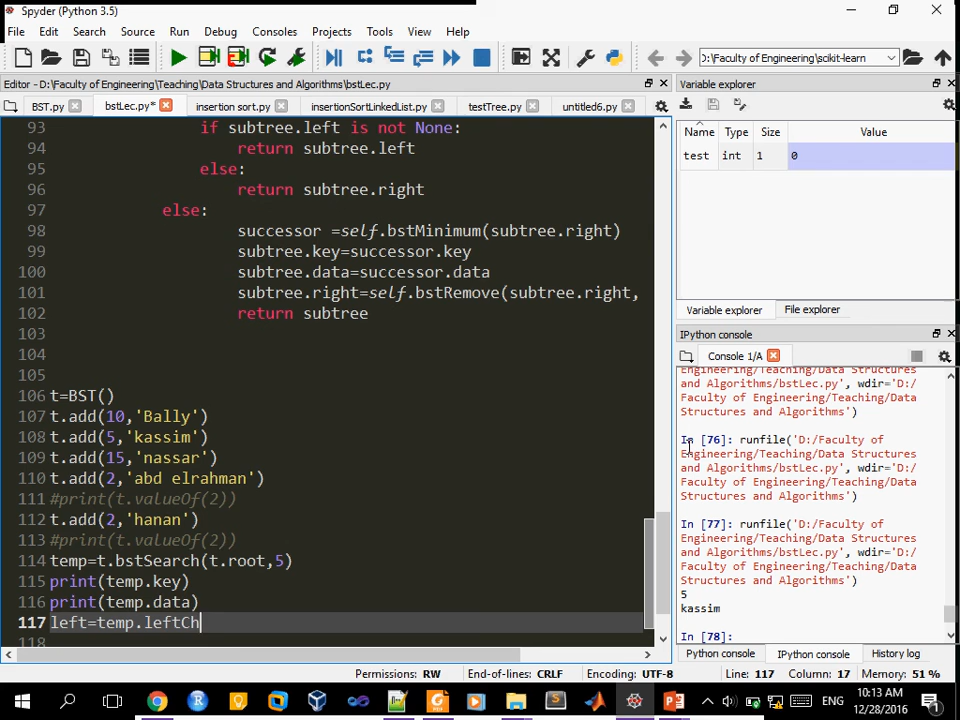 Spyder (Python 3.5)
File Edit Search Source Run Debug Consoles Projects Tools View Help
D:\Faculty of Engineering\scikit-learn
Editor - D:\Faculty of Engineering\Teaching\Data Structures and Algorithms\bstLec.py
BST.py bstLec.py* insertion sort.py insertionSortLinkedList.py testTree.py untitled6.py
93 if subtree.left is not None:
94 return subtree.left
95 else:
96 return subtree.right
97 else:
98 successor =self.bstMinimum(subtree.right)
99 subtree.key=successor.key
100 subtree.data=successor.data
101 subtree.right=self.bstRemove(subtree.right,
102 return subtree
103
104
105
106 t=BST()
107 t.add(10,'Bally')
108 t.add(5,'kassim')
109 t.add(15,'nassar')
110 t.add(2,'abd elrahman')
111 #print(t.valueOf(2))
112 t.add(2,'hanan')
113 #print(t.valueOf(2))
114 temp=t.bstSearch(t.root,5)
115 print(temp.key)
116 print(temp.data)
117 left=temp.leftCh
118
Variable explorer
Name Type Size Value
test int 1 0
Variable explorer File explorer
IPython console
Console 1/A
Engineering/Teaching/Data Structures
and Algorithms/bstLec.py', wdir='D:/
Faculty of Engineering/Teaching/Data
Structures and Algorithms')
In [76]: runfile('D:/Faculty of
Engineering/Teaching/Data Structures
and Algorithms/bstLec.py', wdir='D:/
Faculty of Engineering/Teaching/Data
Structures and Algorithms')
In [77]: runfile('D:/Faculty of
Engineering/Teaching/Data Structures
and Algorithms/bstLec.py', wdir='D:/
Faculty of Engineering/Teaching/Data
Structures and Algorithms')
5
kassim
In [78]:
Python console IPython console History log
Permissions: RW End-of-lines: CRLF Encoding: UTF-8 Line: 117 Column: 17 Memory: 51 %
ENG 10:13 AM
12/28/2016